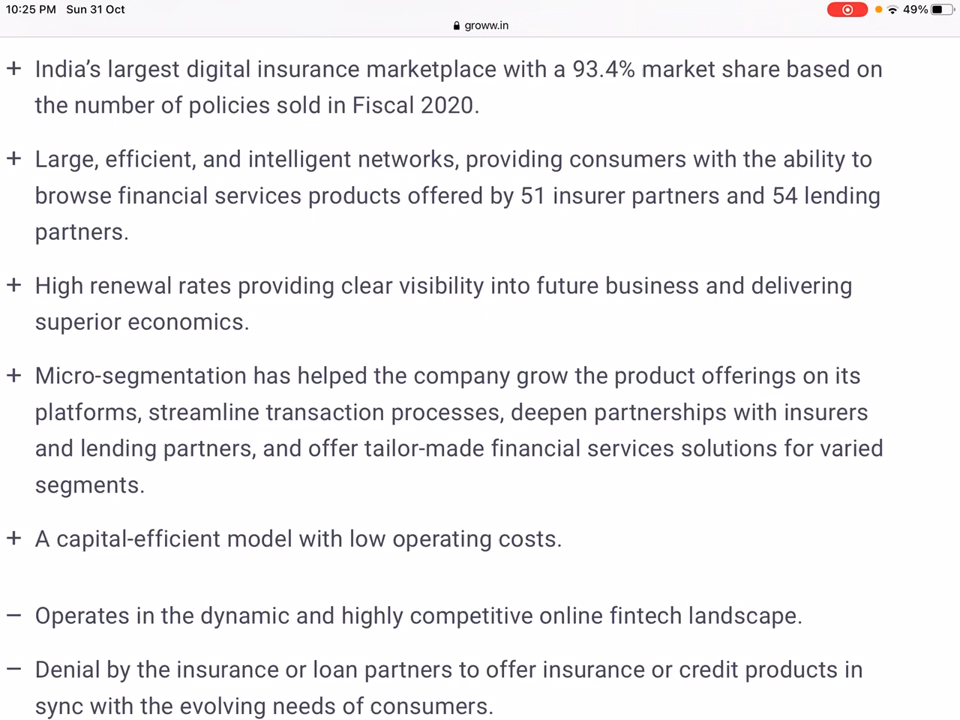 10:25 PM Sun 31 Oct
49%
groww.in
+ India’s largest digital insurance marketplace with a 93.4% market share based on
the number of policies sold in Fiscal 2020.
+ Large, efficient, and intelligent networks, providing consumers with the ability to
browse financial services products offered by 51 insurer partners and 54 lending
partners.
+ High renewal rates providing clear visibility into future business and delivering
superior economics.
+ Micro-segmentation has helped the company grow the product offerings on its
platforms, streamline transaction processes, deepen partnerships with insurers
and lending partners, and offer tailor-made financial services solutions for varied
segments.
+ A capital-efficient model with low operating costs.
– Operates in the dynamic and highly competitive online fintech landscape.
– Denial by the insurance or loan partners to offer insurance or credit products in
sync with the evolving needs of consumers.